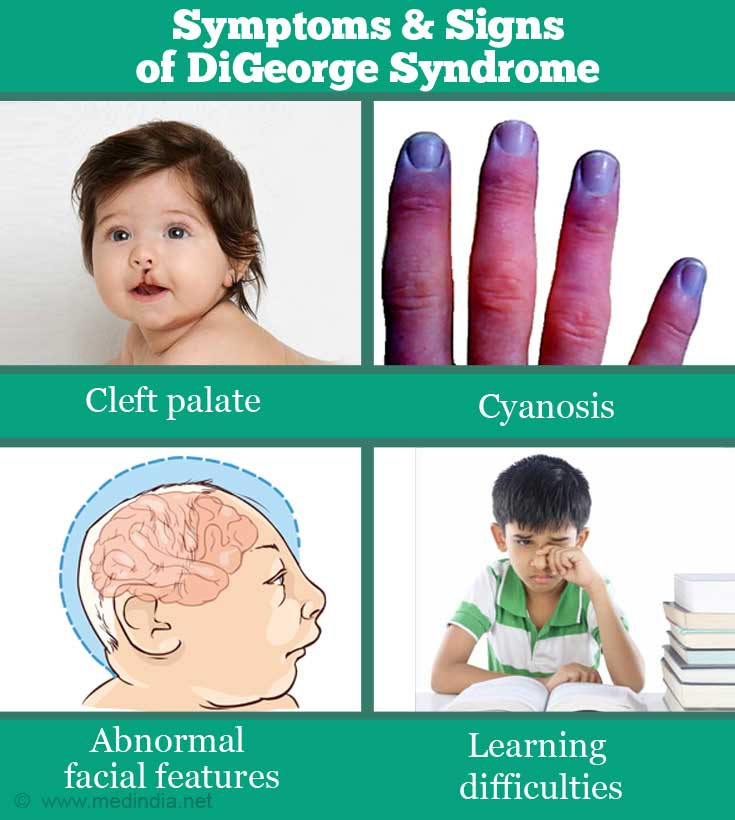 Symptoms & Signs
of DiGeorge Syndrome
Cleft palate
Cyanosis
Abnormal
facial features
Learning
difficulties
© www.medindia.net